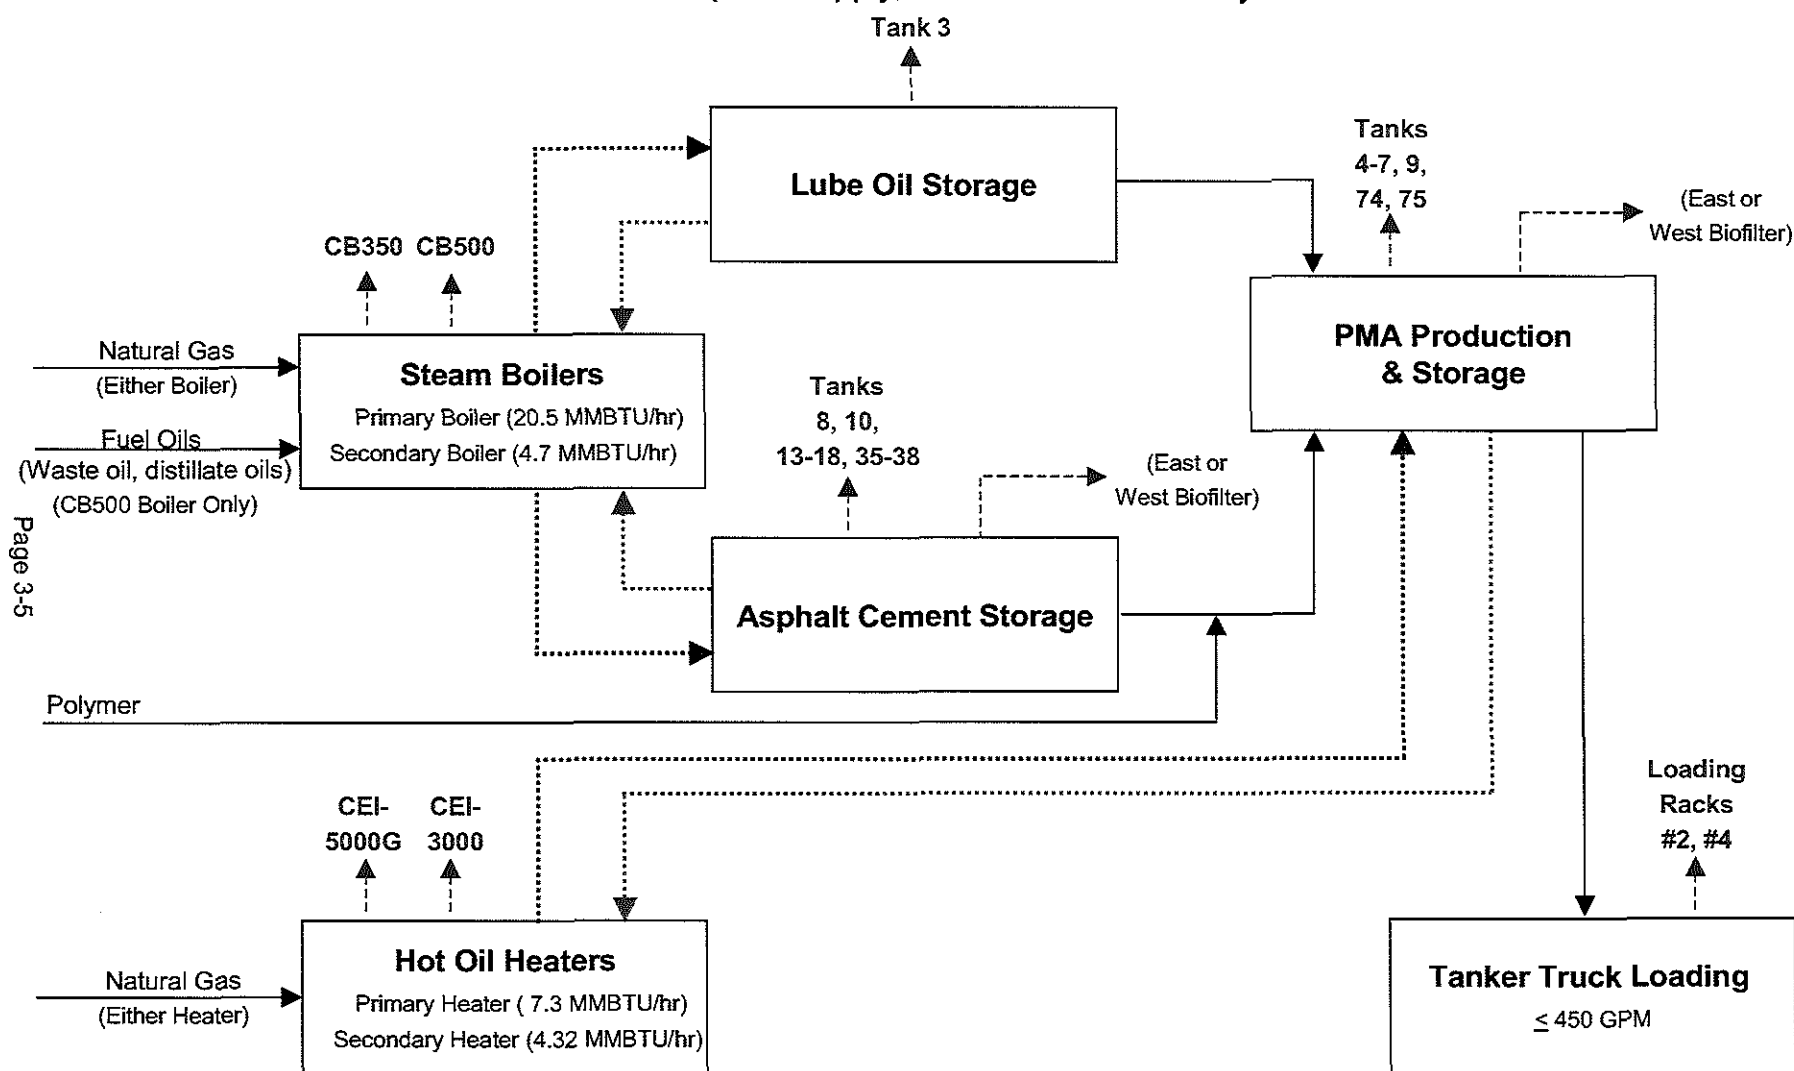 Tank 3
Lube Oil Storage
Tanks
4-7, 9,
74, 75
(East or
West Biofilter)
CB350 CB500
Natural Gas
(Either Boiler)
Fuel Oils
(Waste oil, distillate oils)
(CB500 Boiler Only)
Steam Boilers
Primary Boiler (20.5 MMBTU/hr)
Secondary Boiler (4.7 MMBTU/hr)
PMA Production
& Storage
Tanks
8, 10,
13-18, 35-38
(East or
West Biofilter)
Page 3-5
Asphalt Cement Storage
Polymer
CEI-
5000G
CEI-
3000
Loading
Racks
#2, #4
Natural Gas
(Either Heater)
Hot Oil Heaters
Primary Heater ( 7.3 MMBTU/hr)
Secondary Heater (4.32 MMBTU/hr)
Tanker Truck Loading
≤ 450 GPM